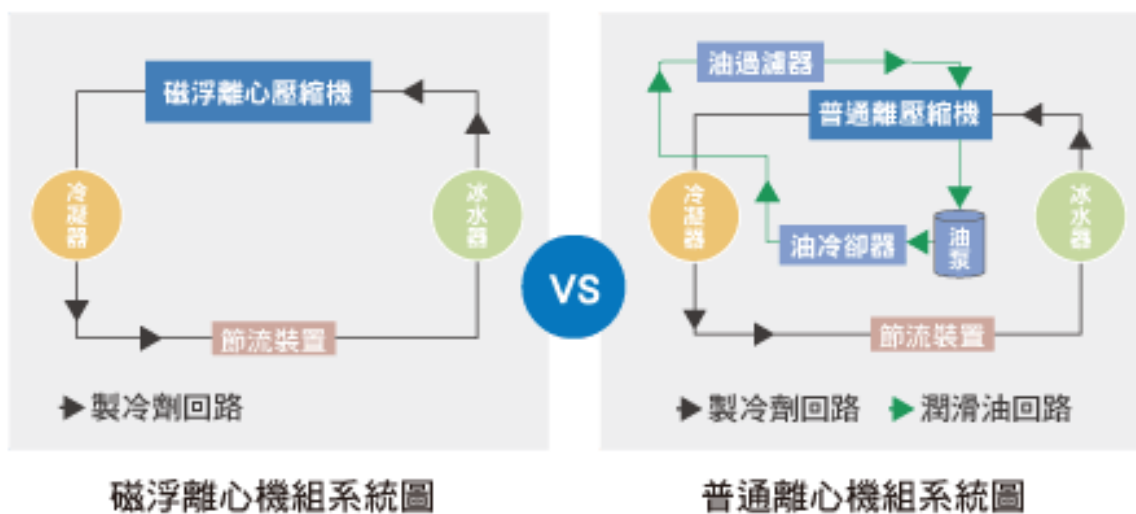 磁浮離心壓縮機
冷凝器
冰水器
節流裝置
製冷劑回路
磁浮離心機組系統圖
VS
油過濾器
普通離壓縮機
冷凝器
冰水器
油冷卻器
油泵
節流裝置
製冷劑回路
潤滑油回路
普通離心機組系統圖